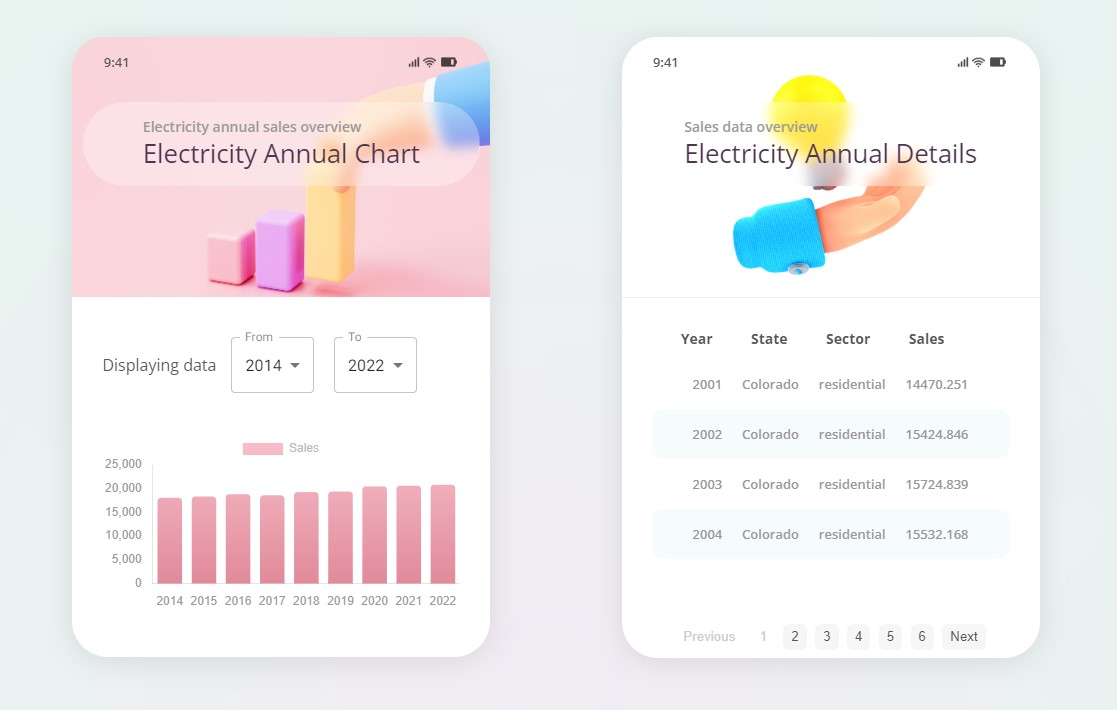 9:41
Electricity annual sales overview
Electricity Annual Chart
From
To
Displaying data
2014
2022
Sales
25,000
20,000
15,000
10,000
5,000
0
2014 2015 2016 2017 2018 2019 2020 2021 2022
9:41
Sales data overview
Electricity Annual Details
Year State Sector Sales
2001 Colorado residential 14470.251
2002 Colorado residential 15424.846
2003 Colorado residential 15724.839
2004 Colorado residential 15532.168
Previous 1 2 3 4 5 6 Next